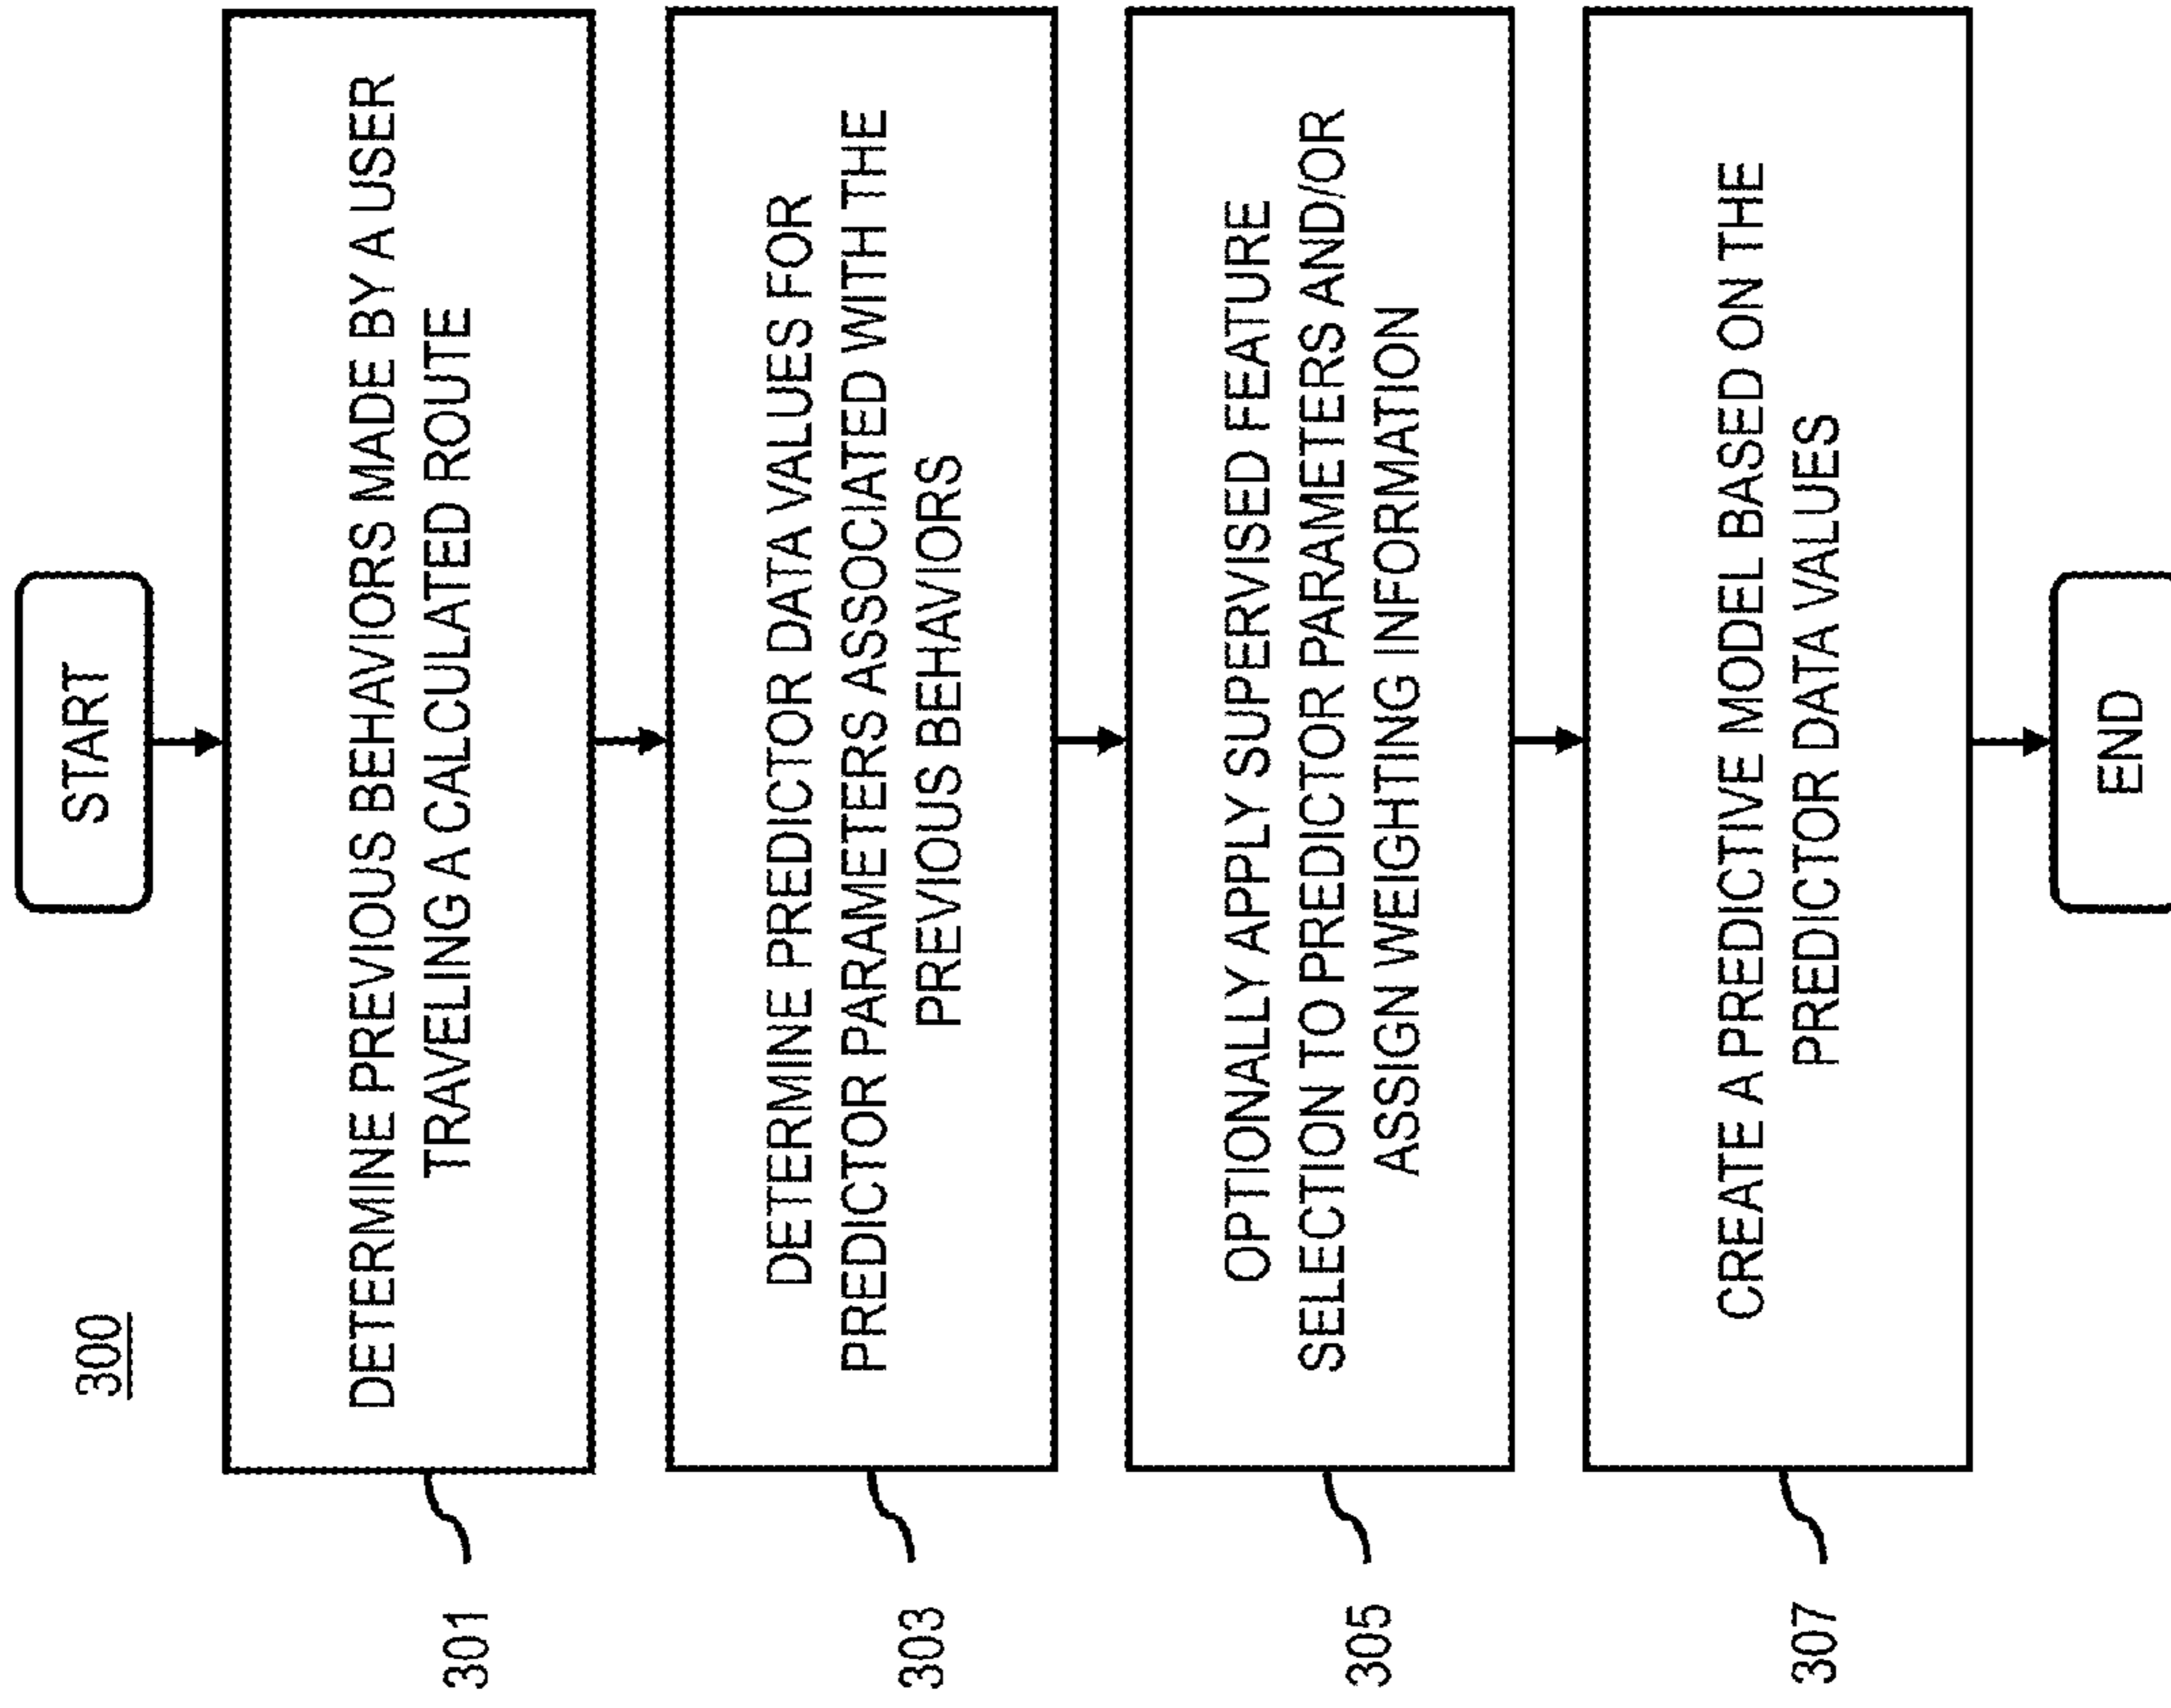 300
START
DETERMINE PREVIOUS BEHAVIORS MADE BY A USER
TRAVELING A CALCULATED ROUTE
301
DETERMINE PREDICTOR DATA VALUES FOR
PREDICTOR PARAMETERS ASSOCIATED WITH THE
PREVIOUS BEHAVIORS
303
OPTIONALLY APPLY SUPERVISED FEATURE
SELECTION TO PREDICTOR PARAMETERS AND/OR
ASSIGN WEIGHTING INFORMATION
305
CREATE A PREDICTIVE MODEL BASED ON THE
PREDICTOR DATA VALUES
307
END